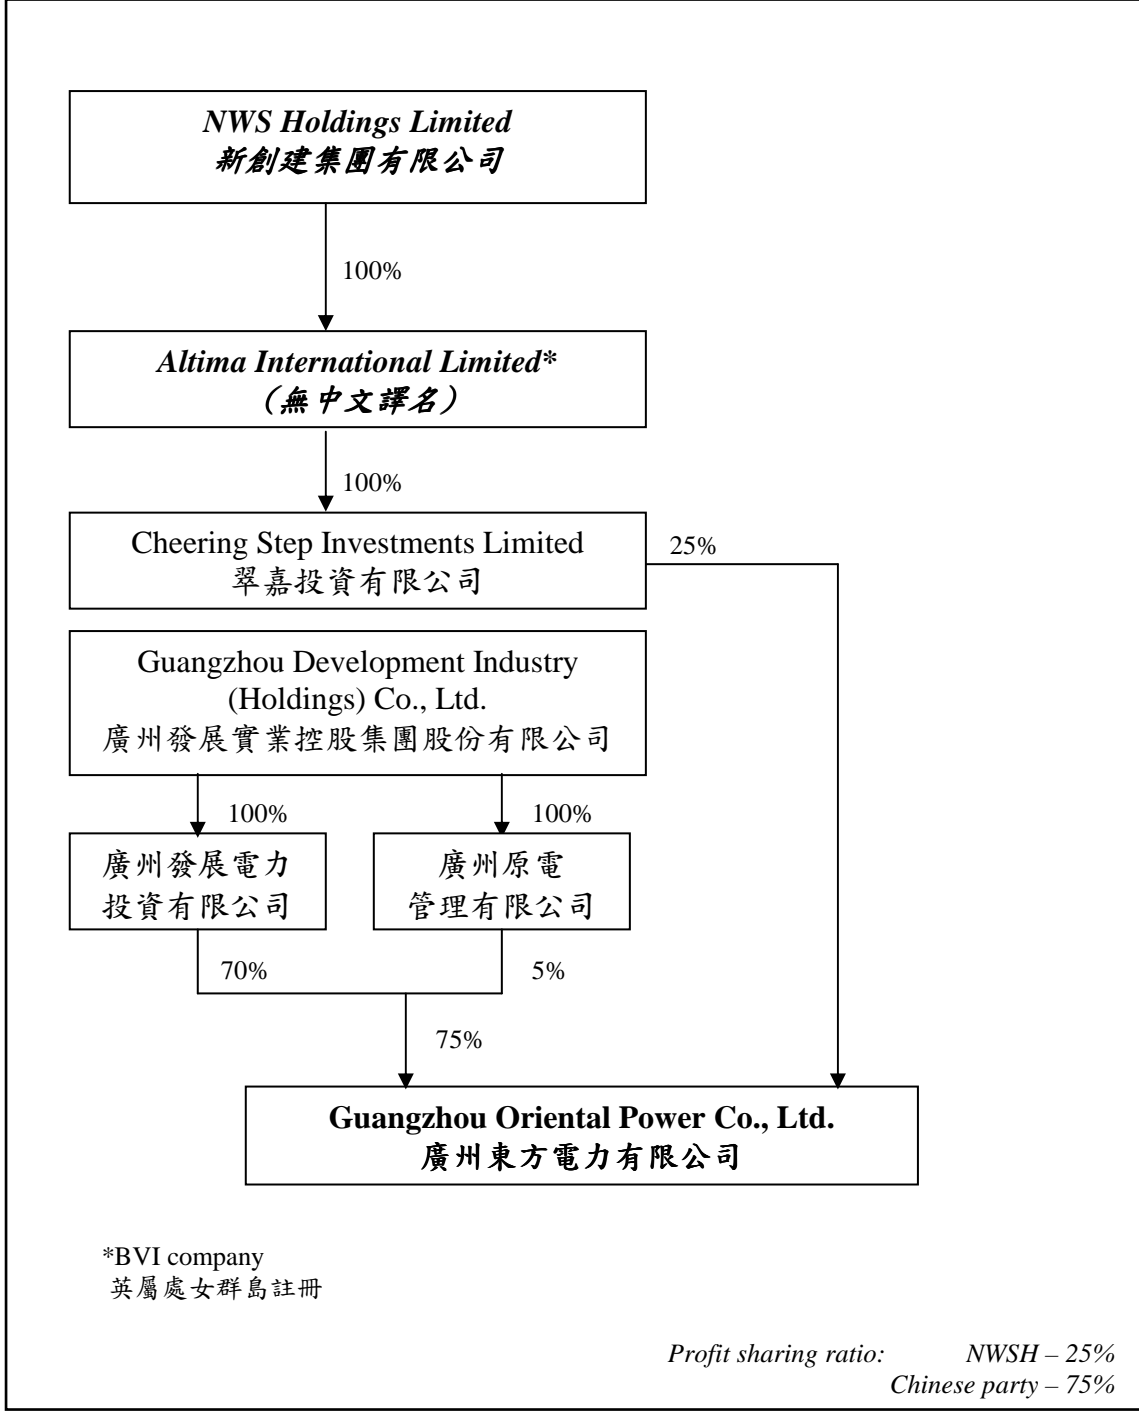 NWS Holdings Limited
新創建集團有限公司
100%
Altima International Limited*
（無中文譯名）
100%
Cheering Step Investments Limited
翠嘉投資有限公司
25%
Guangzhou Development Industry
(Holdings) Co., Ltd.
廣州發展實業控股集團股份有限公司
100%
100%
廣州發展電力
投資有限公司
廣州原電
管理有限公司
70%
5%
75%
Guangzhou Oriental Power Co., Ltd.
廣州東方電力有限公司
*BVI company
英屬處女群島註冊
Profit sharing ratio: NWSH – 25%
Chinese party – 75%